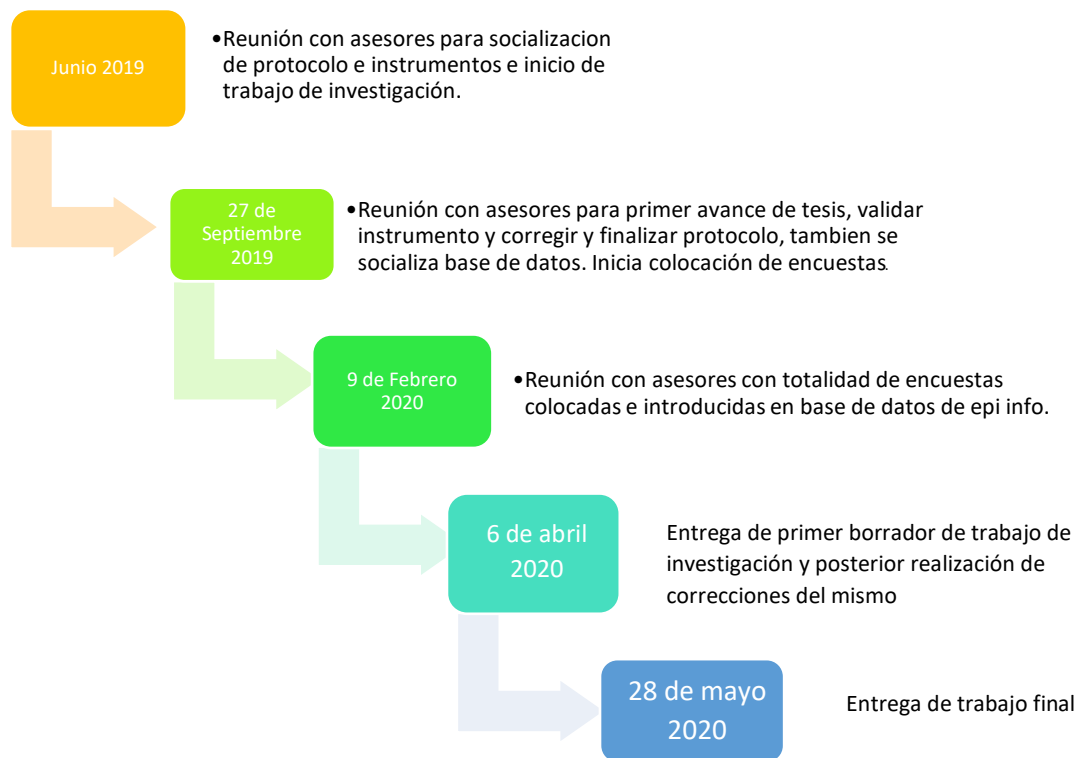 Junio 2019
•Reunión con asesores para socializacion
de protocolo e instrumentos e inicio de
trabajo de investigación.
27 de
Septiembre
2019
•Reunión con asesores para primer avance de tesis, validar
instrumento y corregir y finalizar protocolo, tambien se
socializa base de datos. Inicia colocación de encuestas.
9 de Febrero
2020
•Reunión con asesores con totalidad de encuestas
colocadas e introducidas en base de datos de epi info.
6 de abril
2020
Entrega de primer borrador de trabajo de
investigación y posterior realización de
correcciones del mismo
28 de mayo
2020
Entrega de trabajo final